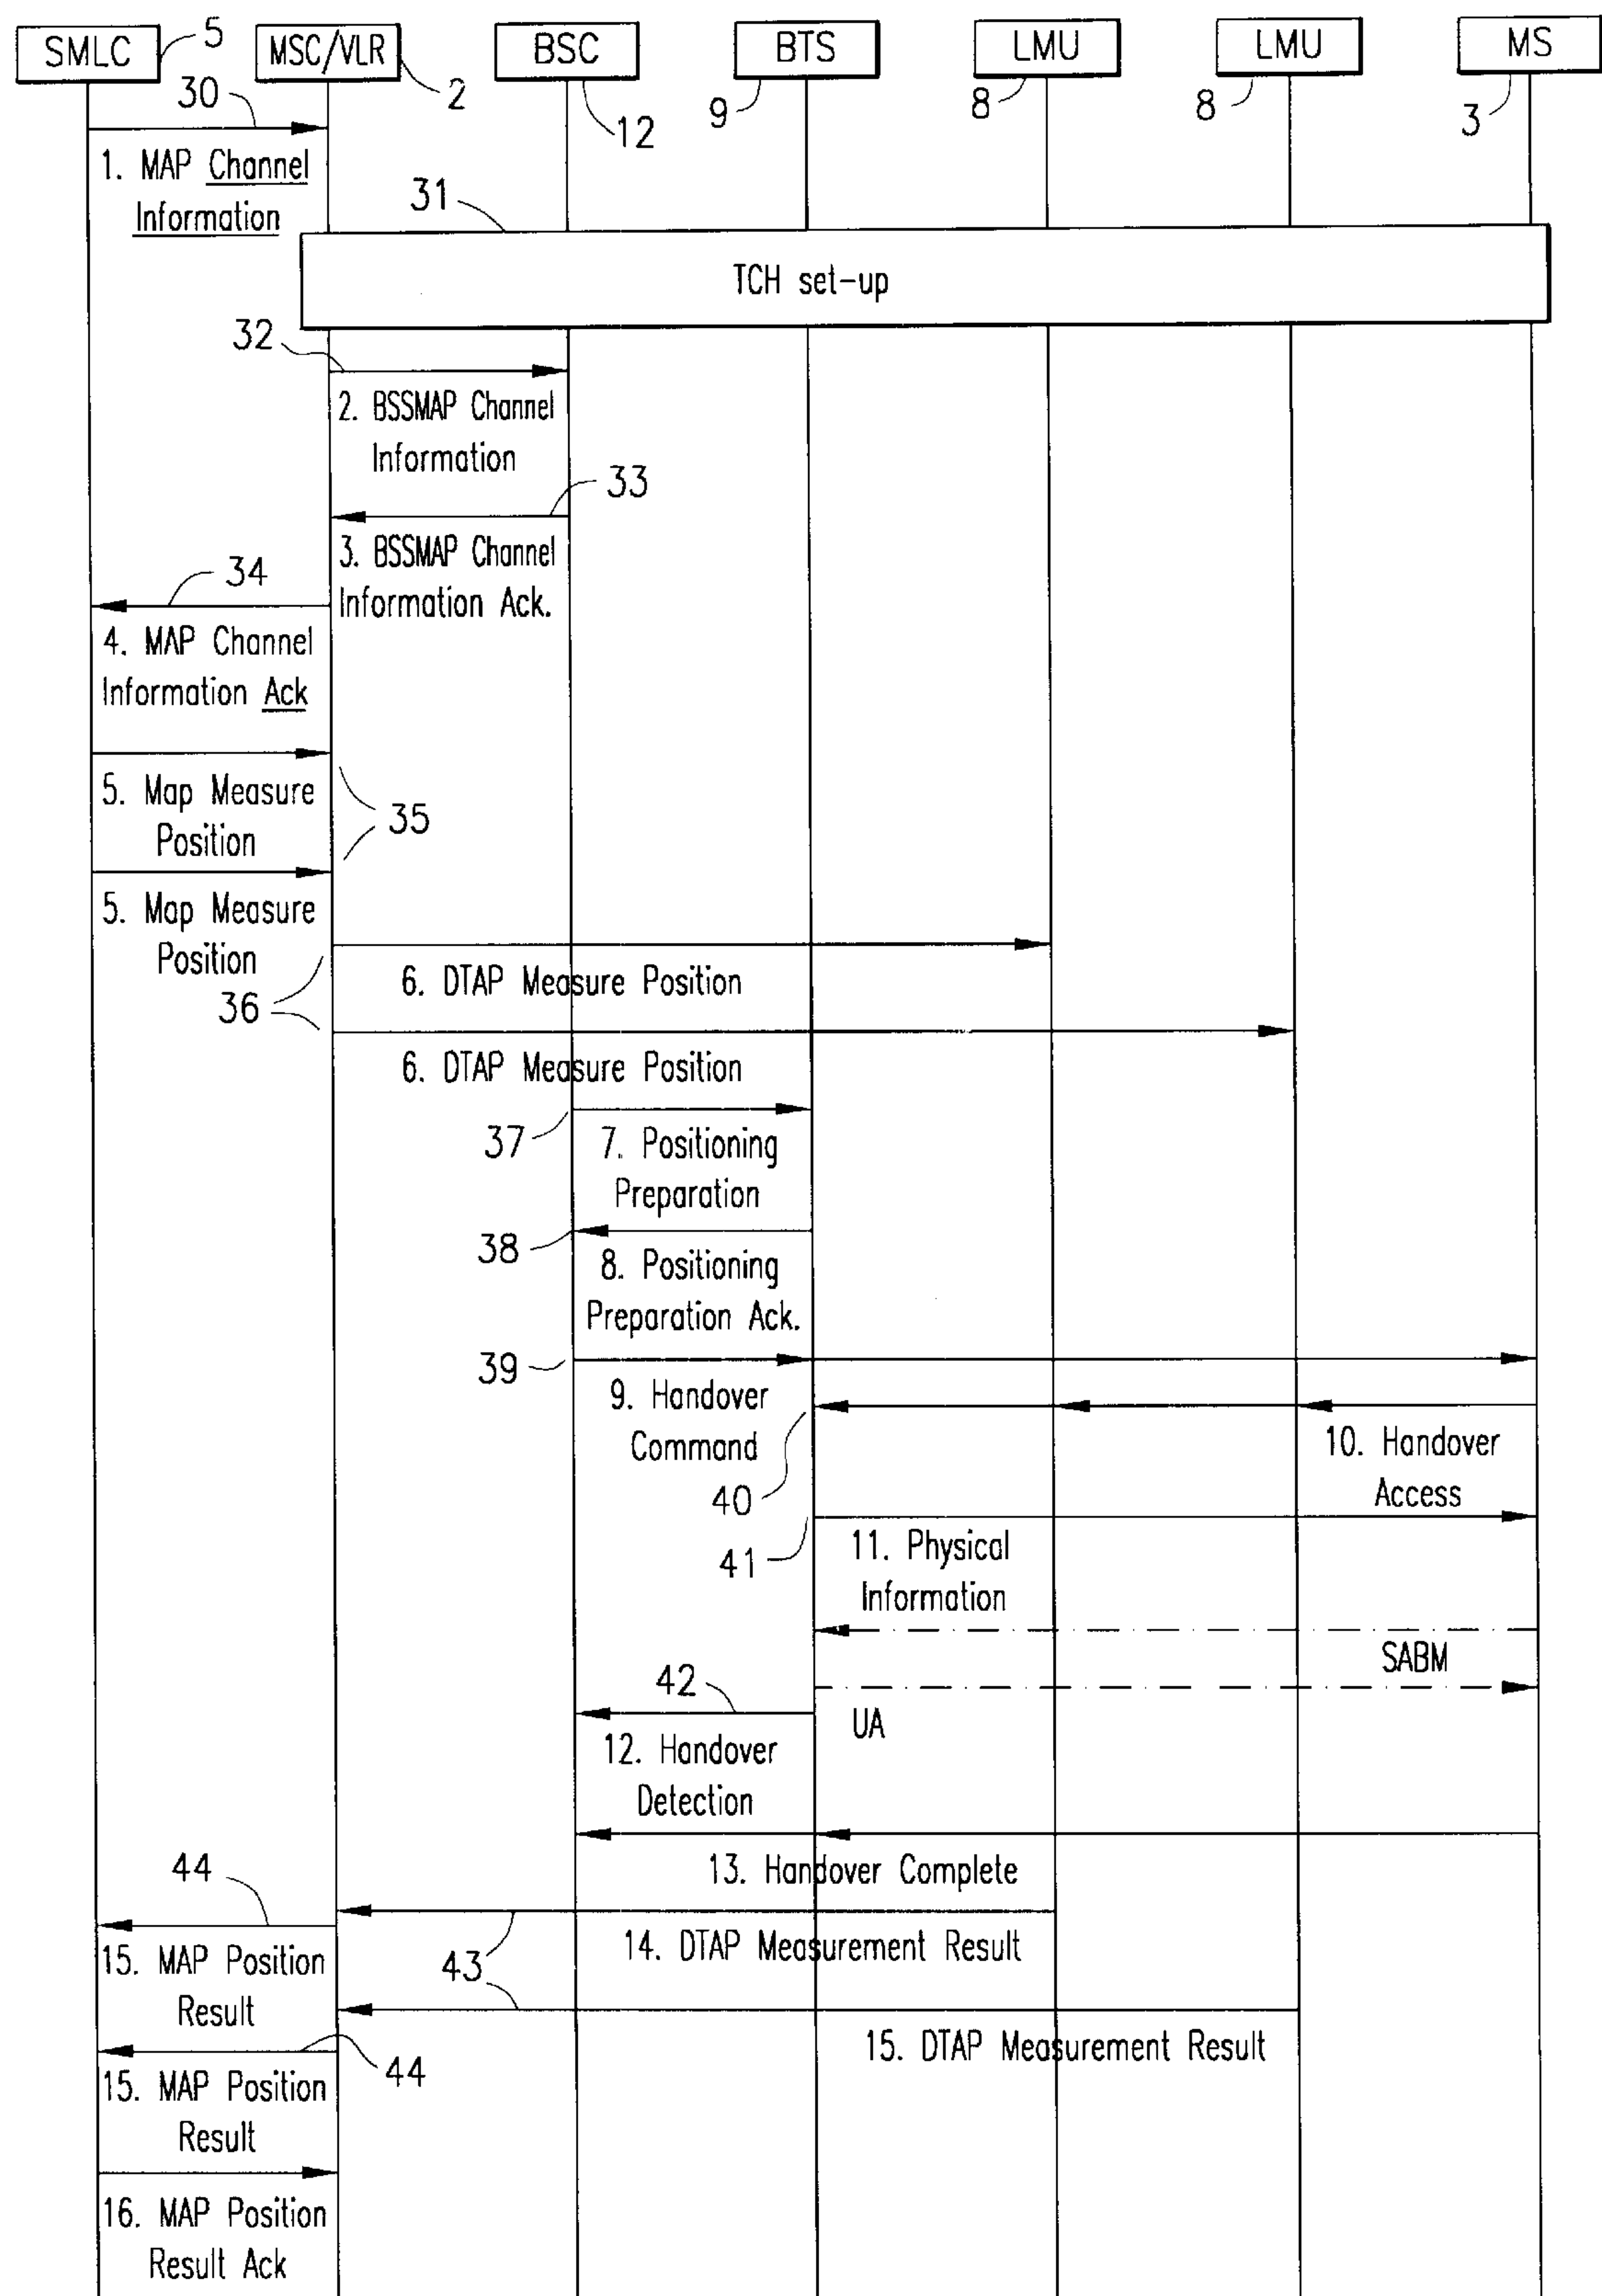 SMLC
5
MSC/VLR
2
BSC
12
BTS
9
LMU
8
LMU
8
MS
3
30
1. MAP Channel
Information
31
TCH set-up
32
2. BSSMAP Channel
Information
33
3. BSSMAP Channel
Information Ack.
34
4. MAP Channel
Information Ack
5. Map Measure
Position
35
5. Map Measure
Position
36
6. DTAP Measure Position
6. DTAP Measure Position
37
7. Positioning
Preparation
38
8. Positioning
Preparation Ack.
39
9. Handover
Command
40
10. Handover
Access
41
11. Physical
Information
SABM
42
UA
12. Handover
Detection
13. Handover Complete
44
43
14. DTAP Measurement Result
15. MAP Position
Result
15. DTAP Measurement Result
44
15. MAP Position
Result
16. MAP Position
Result Ack